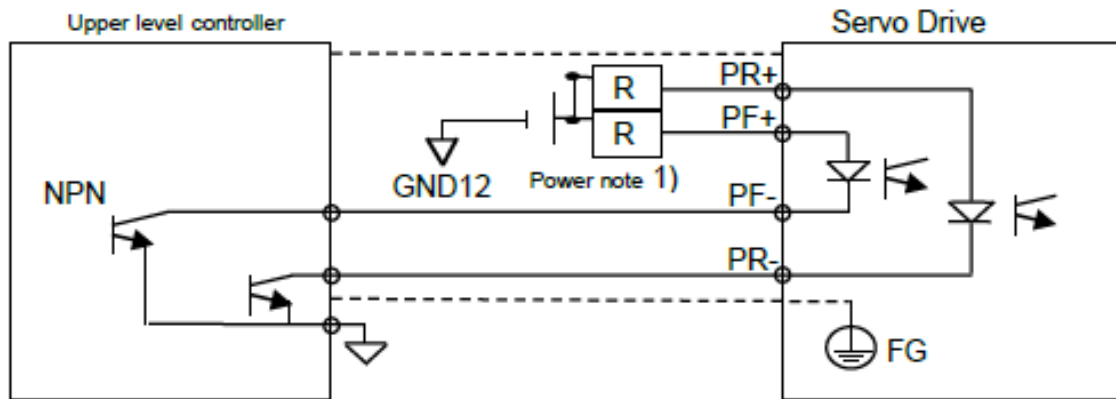 Upper level controller
Servo Drive
R
PR+
R
PF+
GND12
Power note 1)
NPN
PF-
PR-
FG